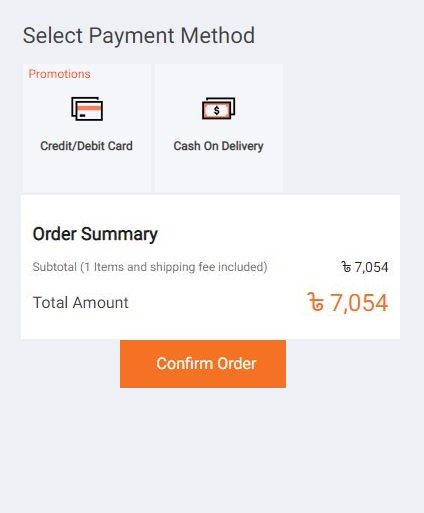 Select Payment Method
Promotions
$
Credit/Debit Card
Cash On Delivery
Order Summary
Subtotal (1 Items and shipping fee included) ৳ 7,054
Total Amount ৳ 7,054
Confirm Order